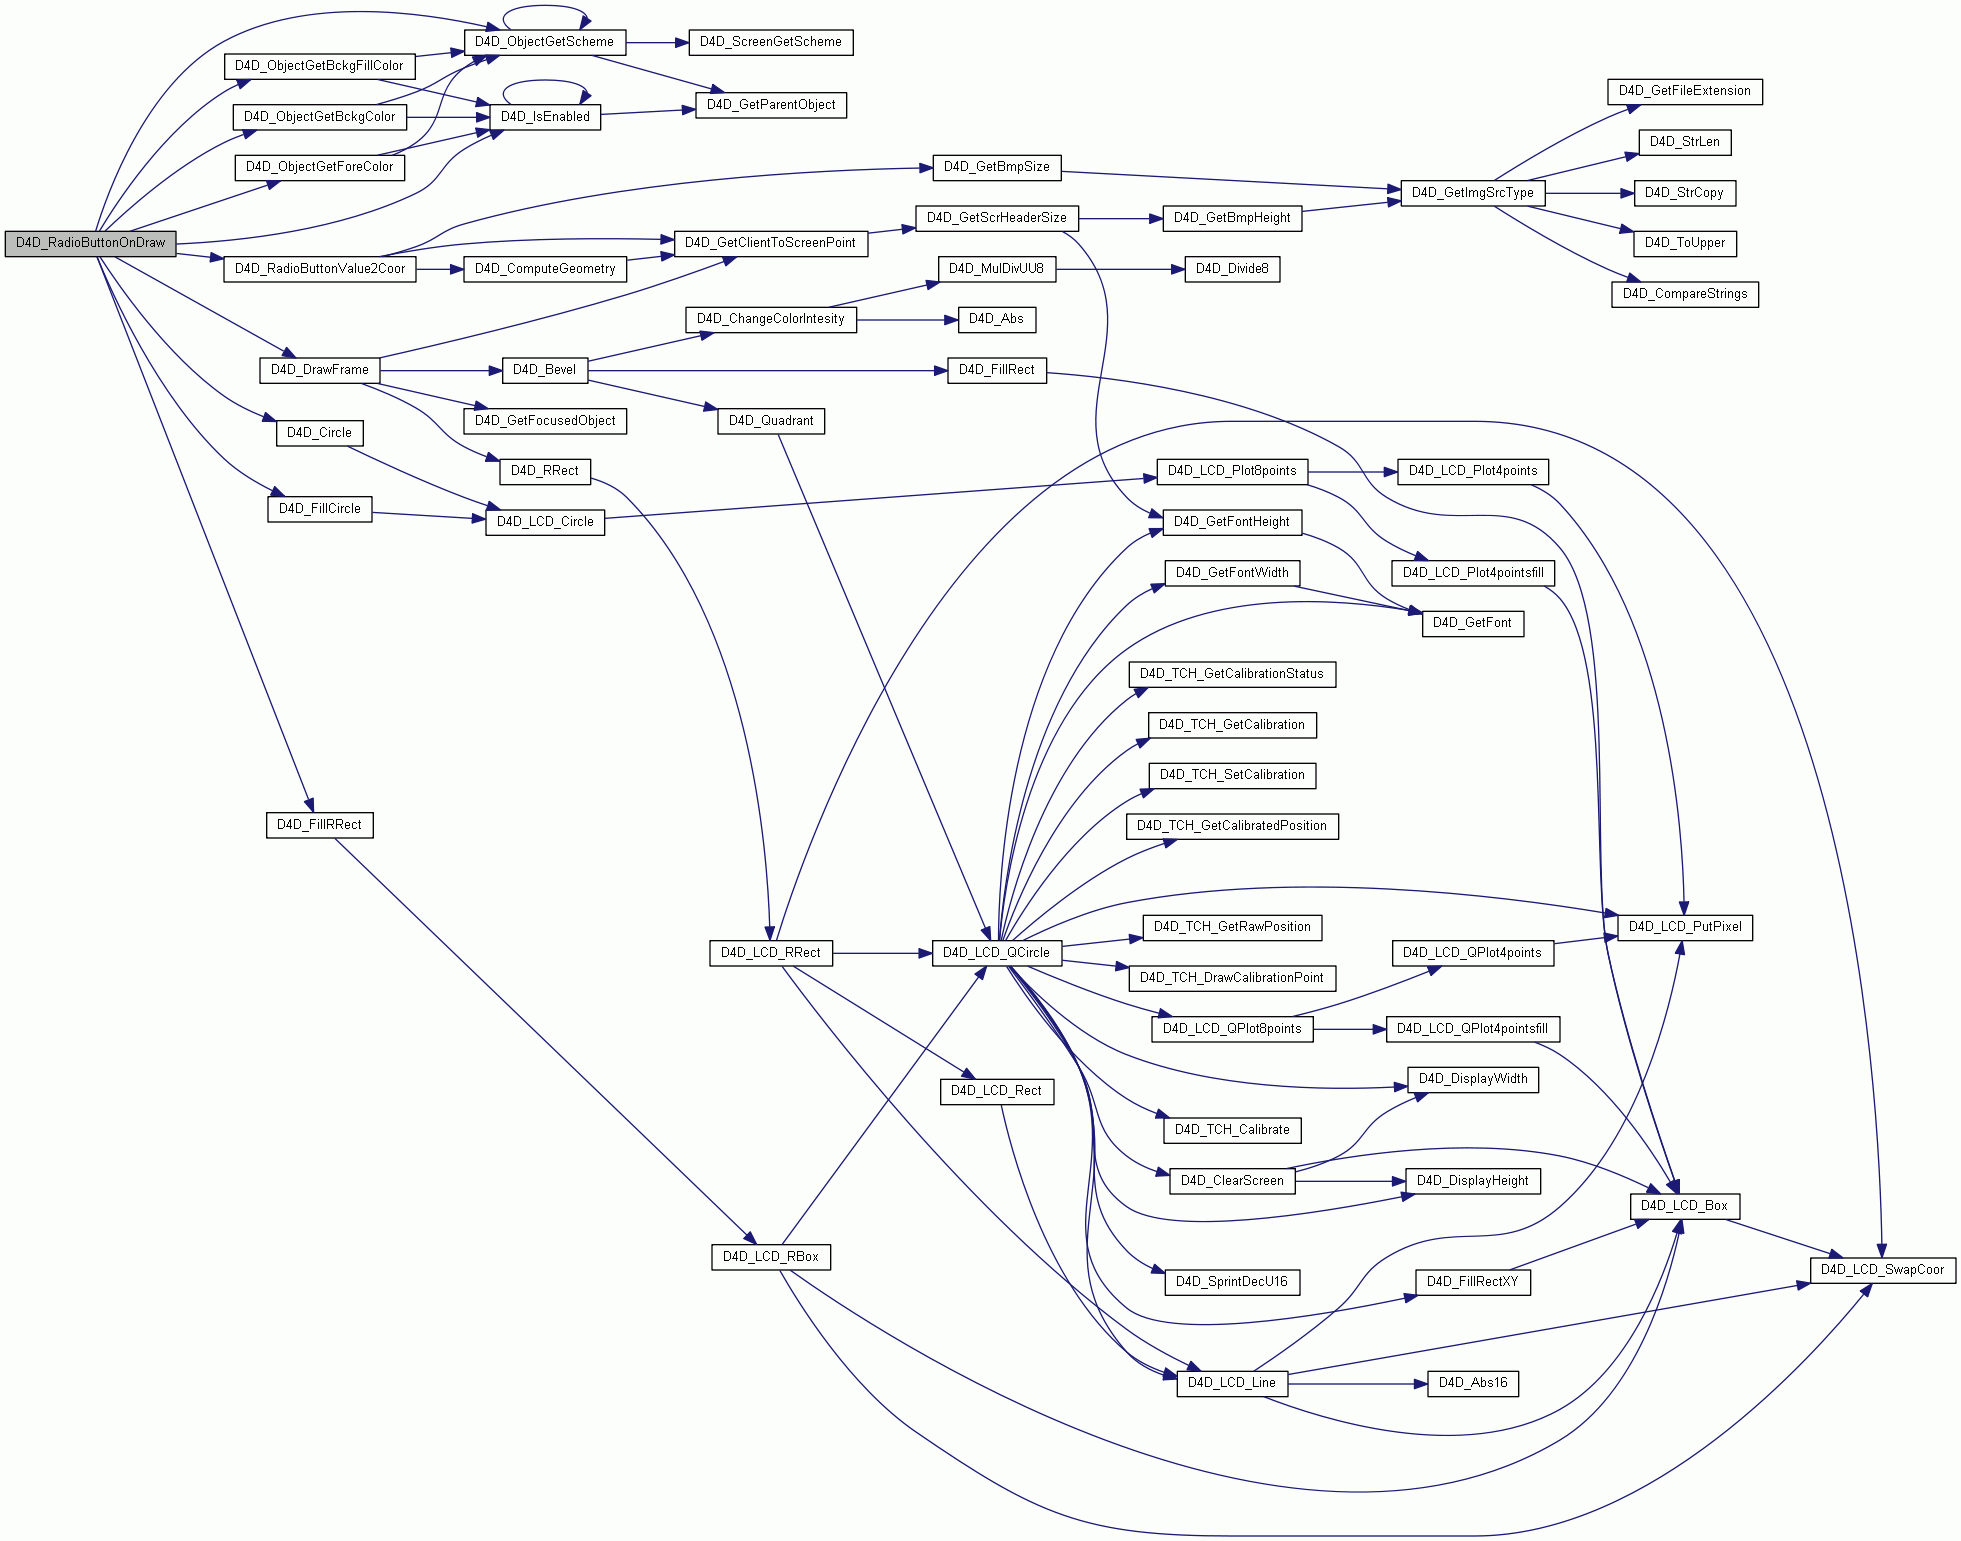 D4D_RadioButtonOnDraw
D4D_ObjectGetBckgFillColor
D4D_ObjectGetBckgColor
D4D_ObjectGetForeColor
D4D_RadioButtonValue2Coor
D4D_DrawFrame
D4D_Circle
D4D_FillCircle
D4D_FillRRect
D4D_ObjectGetScheme
D4D_IsEnabled
D4D_ComputeGeometry
D4D_Bevel
D4D_GetFocusedObject
D4D_RRect
D4D_LCD_Circle
D4D_ScreenGetScheme
D4D_GetParentObject
D4D_GetClientToScreenPoint
D4D_ChangeColorIntesity
D4D_Quadrant
D4D_LCD_RRect
D4D_LCD_RBox
D4D_GetBmpSize
D4D_GetScrHeaderSize
D4D_MulDivUU8
D4D_Abs
D4D_FillRect
D4D_LCD_QCircle
D4D_LCD_Rect
D4D_GetBmpHeight
D4D_Divide8
D4D_LCD_Plot8points
D4D_GetFontHeight
D4D_GetFontWidth
D4D_TCH_GetCalibrationStatus
D4D_TCH_GetCalibration
D4D_TCH_SetCalibration
D4D_TCH_GetCalibratedPosition
D4D_TCH_GetRawPosition
D4D_TCH_DrawCalibrationPoint
D4D_LCD_QPlot8points
D4D_TCH_Calibrate
D4D_ClearScreen
D4D_SprintDecU16
D4D_LCD_Line
D4D_GetImgSrcType
D4D_LCD_Plot4points
D4D_LCD_Plot4pointsfill
D4D_GetFont
D4D_LCD_QPlot4points
D4D_LCD_QPlot4pointsfill
D4D_DisplayWidth
D4D_DisplayHeight
D4D_FillRectXY
D4D_Abs16
D4D_GetFileExtension
D4D_StrLen
D4D_StrCopy
D4D_ToUpper
D4D_CompareStrings
D4D_LCD_PutPixel
D4D_LCD_Box
D4D_LCD_SwapCoor